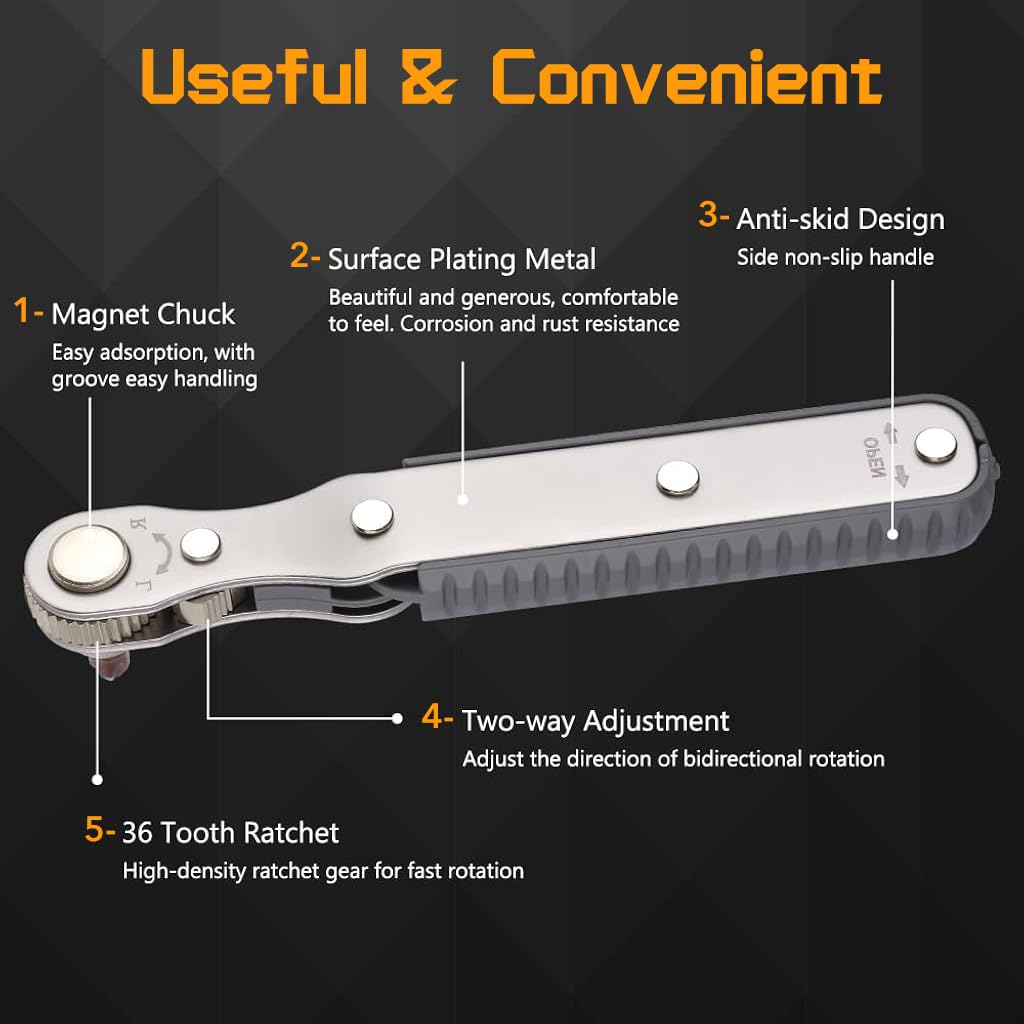 Useful & Convenient
3- Anti-skid Design
Side non-slip handle
2- Surface Plating Metal
Beautiful and generous, comfortable
to feel. Corrosion and rust resistance
1- Magnet Chuck
Easy adsorption, with
groove easy handling
OPEN
R
L
4- Two-way Adjustment
Adjust the direction of bidirectional rotation
5- 36 Tooth Ratchet
High-density ratchet gear for fast rotation